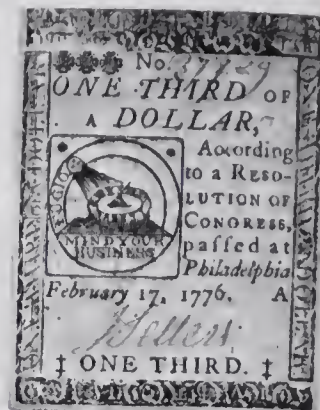 No. 37729
ONE THIRD OF
A DOLLAR,
According
to a RESO-
LUTION OF
CONGRESS,
passed at
Philadelphia
February 17, 1776. A
FUGIO
MIND YOUR
BUSINESS
‡ ONE THIRD. ‡